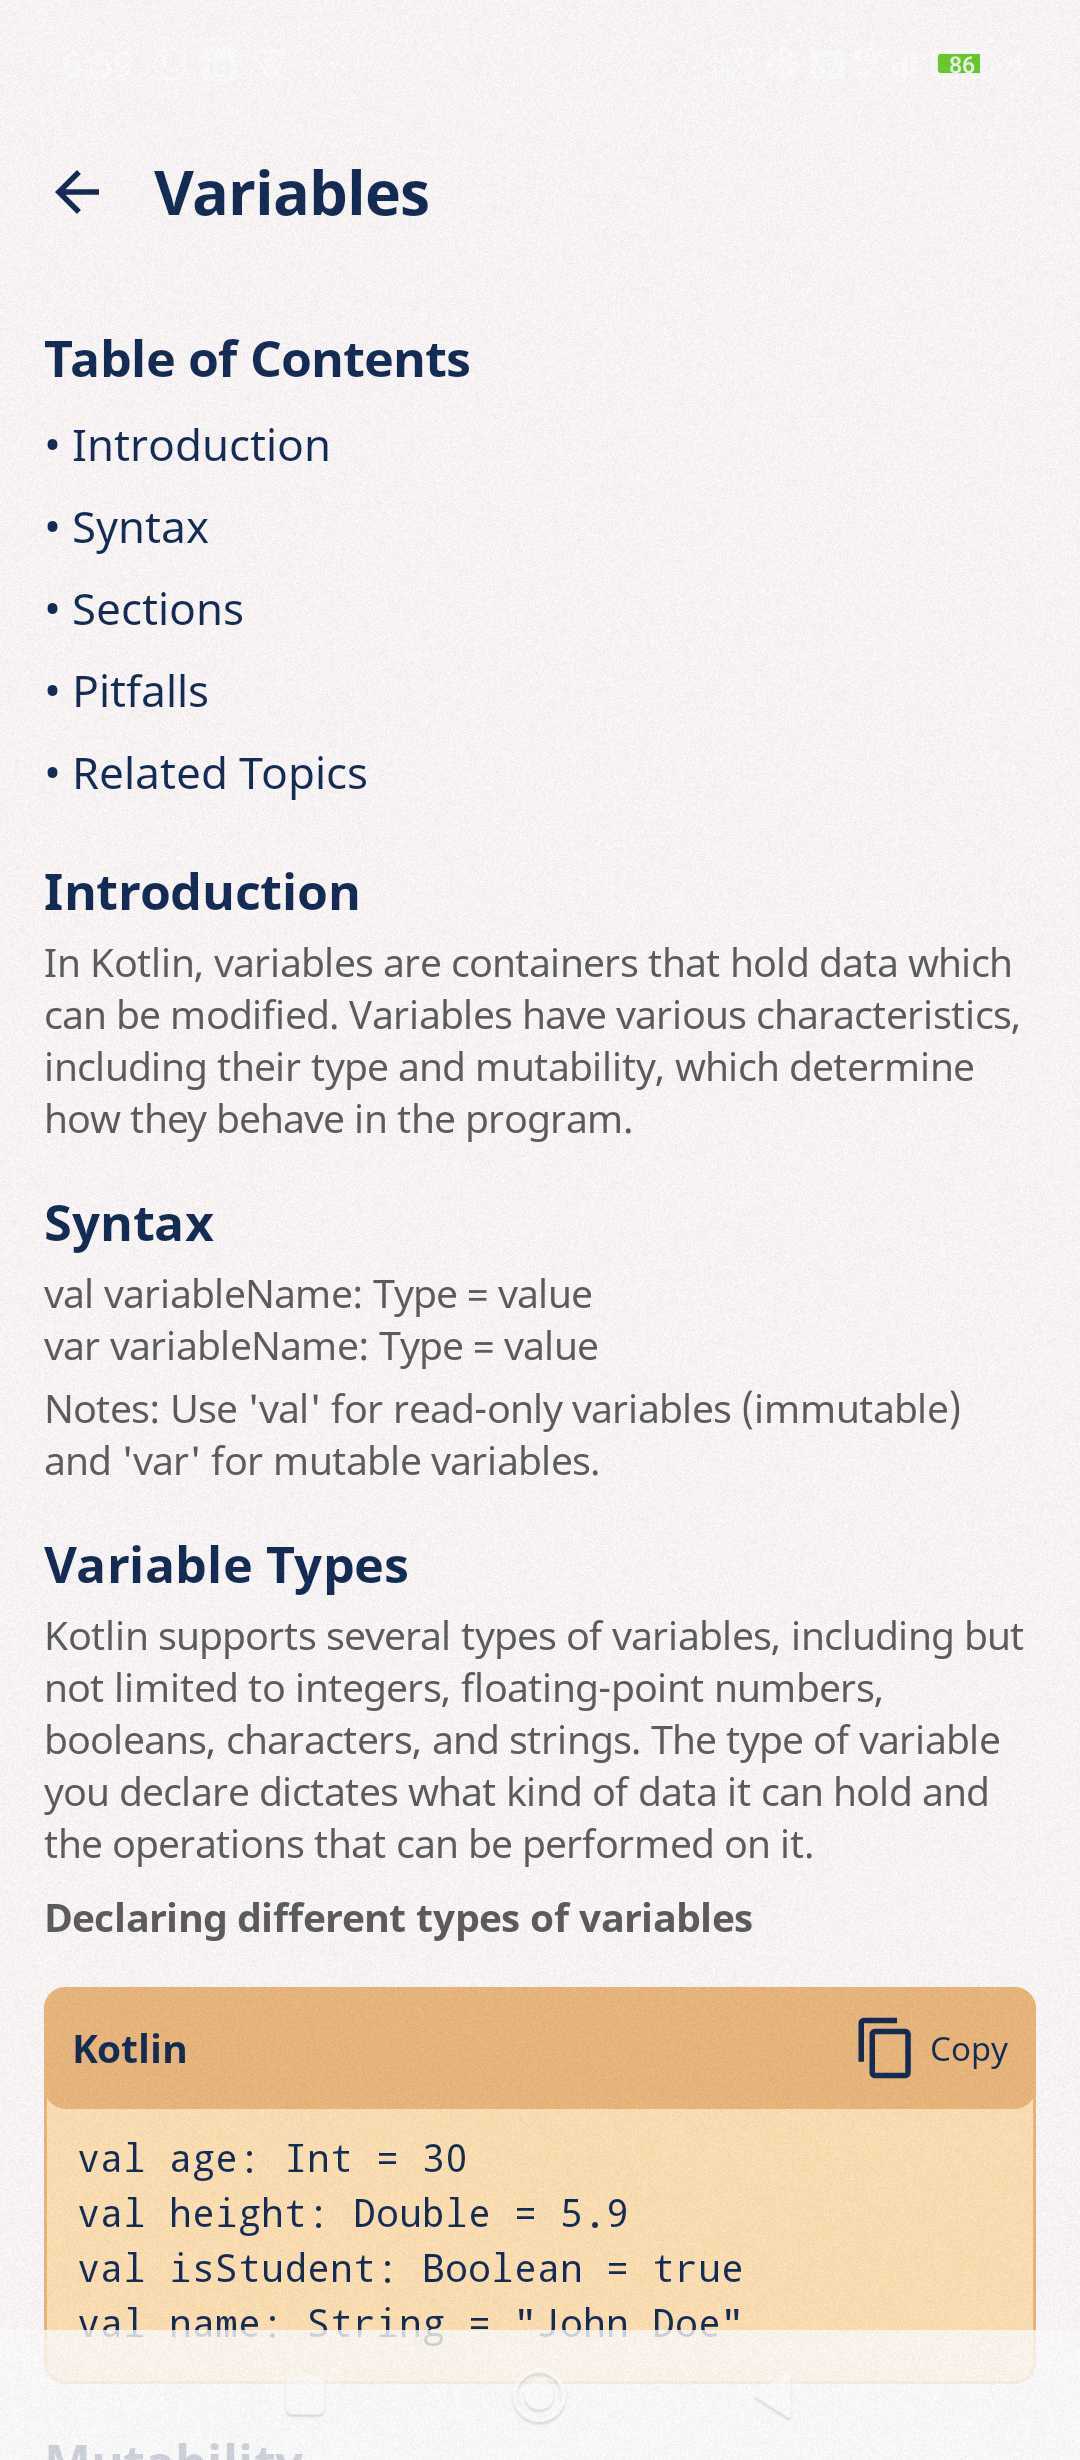 86
Variables
Table of Contents
• Introduction
• Syntax
• Sections
• Pitfalls
• Related Topics
Introduction
In Kotlin, variables are containers that hold data which
can be modified. Variables have various characteristics,
including their type and mutability, which determine
how they behave in the program.
Syntax
val variableName: Type = value
var variableName: Type = value
Notes: Use 'val' for read-only variables (immutable)
and 'var' for mutable variables.
Variable Types
Kotlin supports several types of variables, including but
not limited to integers, floating-point numbers,
booleans, characters, and strings. The type of variable
you declare dictates what kind of data it can hold and
the operations that can be performed on it.
Declaring different types of variables
Kotlin
Copy
val age: Int = 30
val height: Double = 5.9
val isStudent: Boolean = true
val name: String = "John Doe"
Mutability